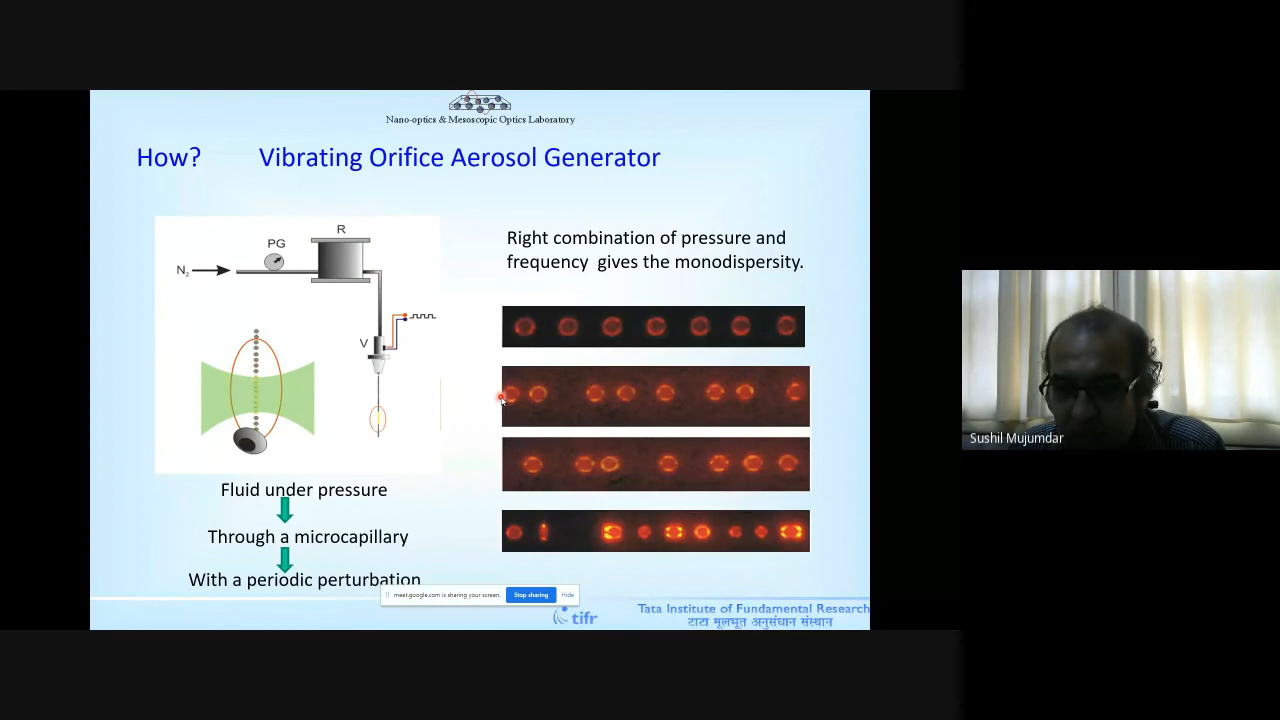 Nano-optics & Mesoscopic Optics Laboratory
How? Vibrating Orifice Aerosol Generator
R
PG
N₂
V
Right combination of pressure and
frequency gives the monodispersity.
Fluid under pressure
Through a microcapillary
With a periodic perturbation
meet.google.com is sharing your screen. Stop sharing Hide
tifr
Tata Institute of Fundamental Research
टाटा मूलभूत अनुसंधान संस्थान
Sushil Mujumdar